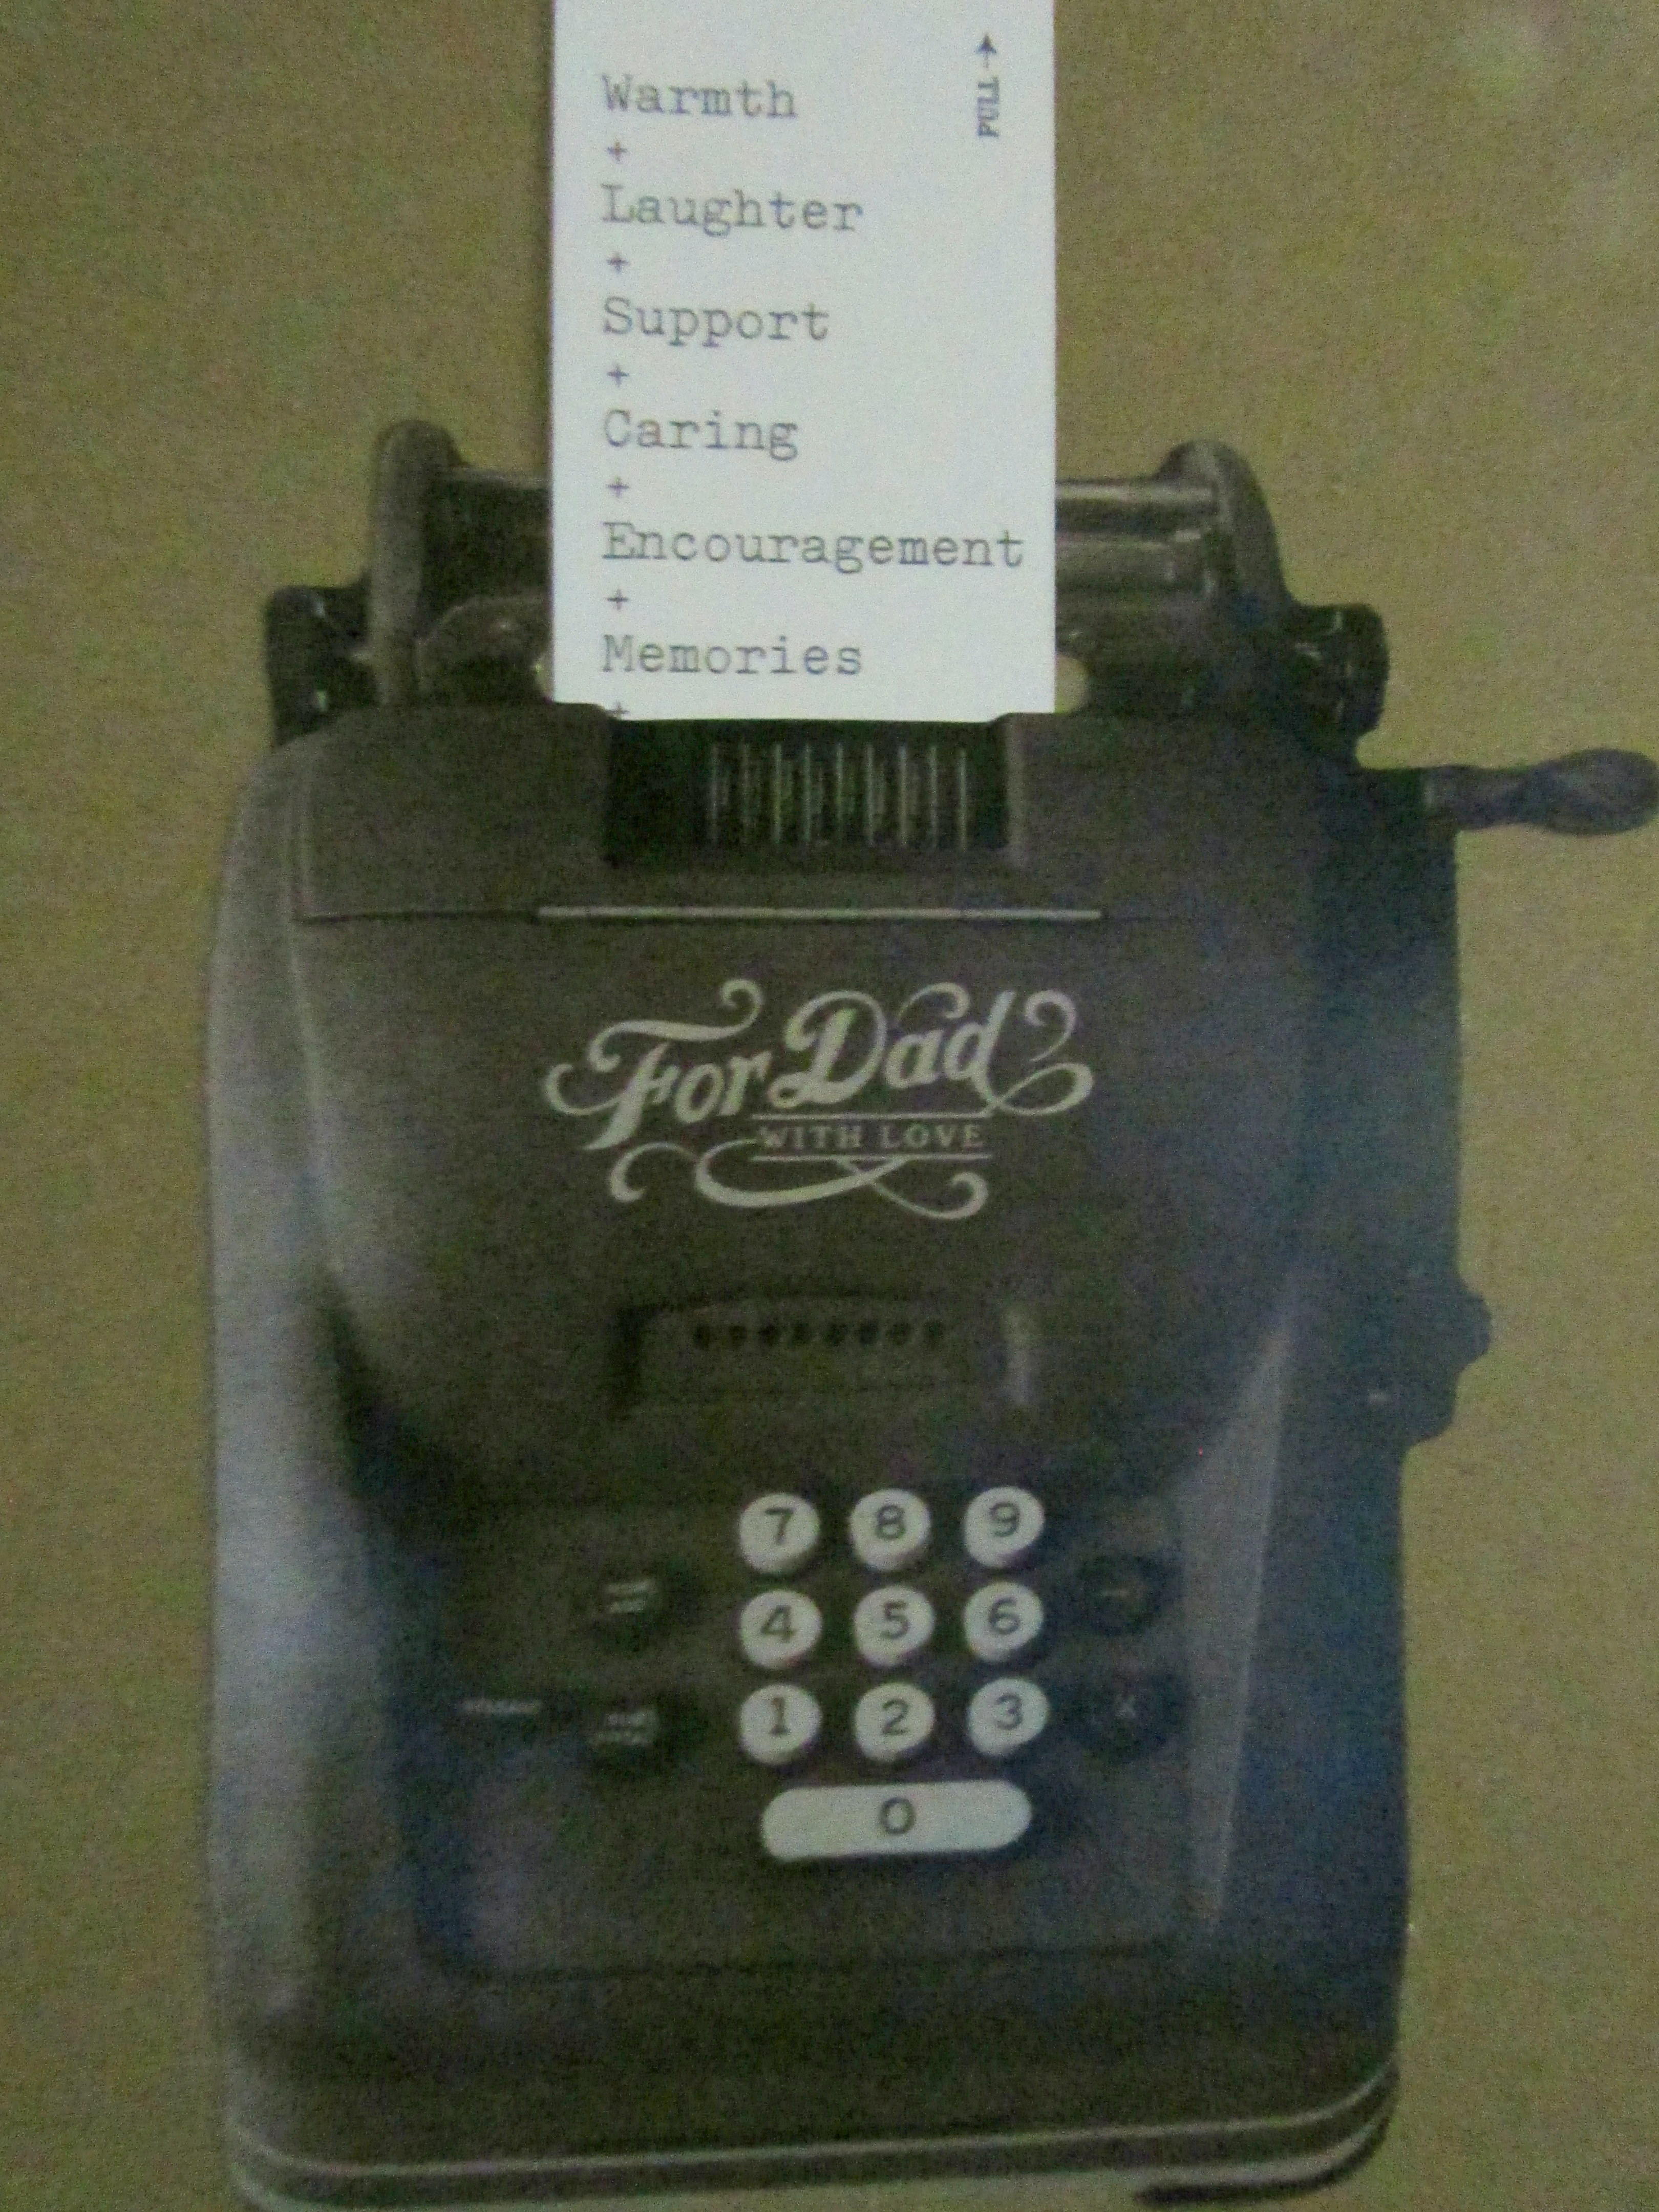 Warmth
PULL
+
Laughter
+
Support
+
Caring
+
Encouragement
+
Memories
+
For Dad
WITH LOVE
7 8 9
4 5 6
1 2 3
0